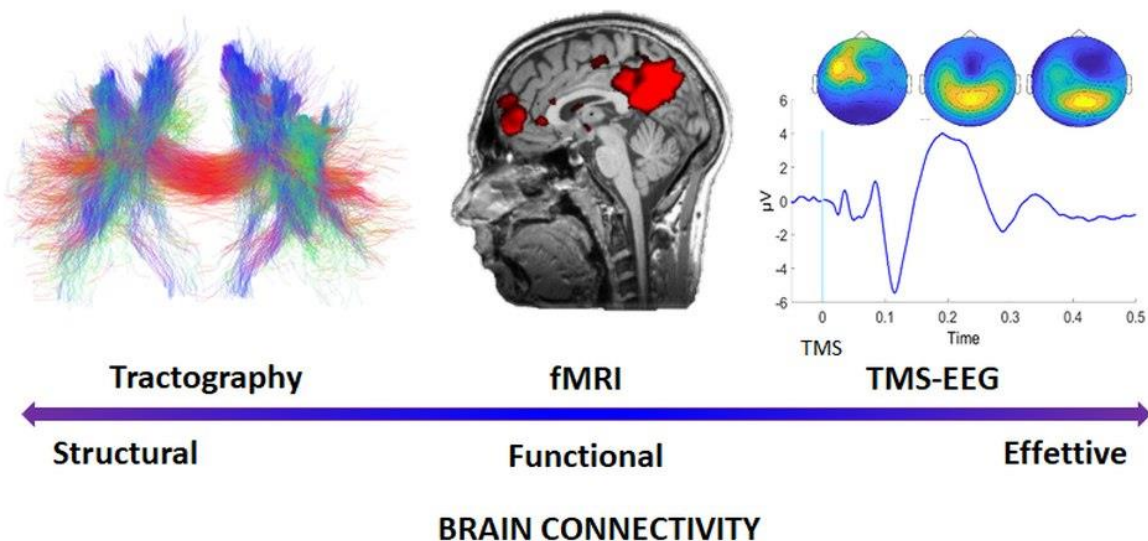 6
4
2
0
-2
-4
-6
µV
0 0.1 0.2 0.3 0.4 0.5
Time
TMS
Tractography fMRI TMS-EEG
Structural Functional Effettive
BRAIN CONNECTIVITY